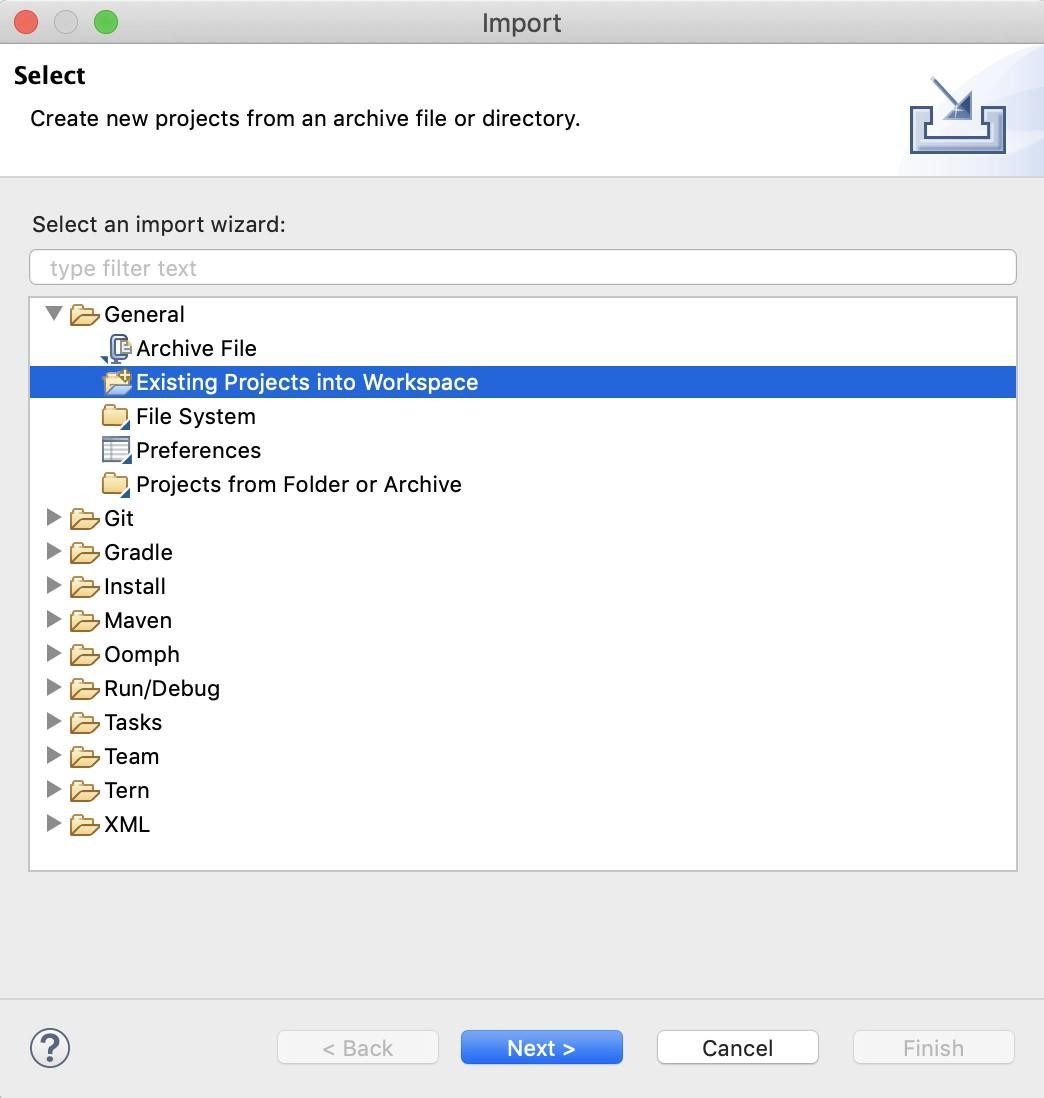 Import
Select
Create new projects from an archive file or directory.
Select an import wizard:
type filter text
General
Archive File
Existing Projects into Workspace
File System
Preferences
Projects from Folder or Archive
Git
Gradle
Install
Maven
Oomph
Run/Debug
Tasks
Team
Tern
XML
? < Back Next > Cancel Finish